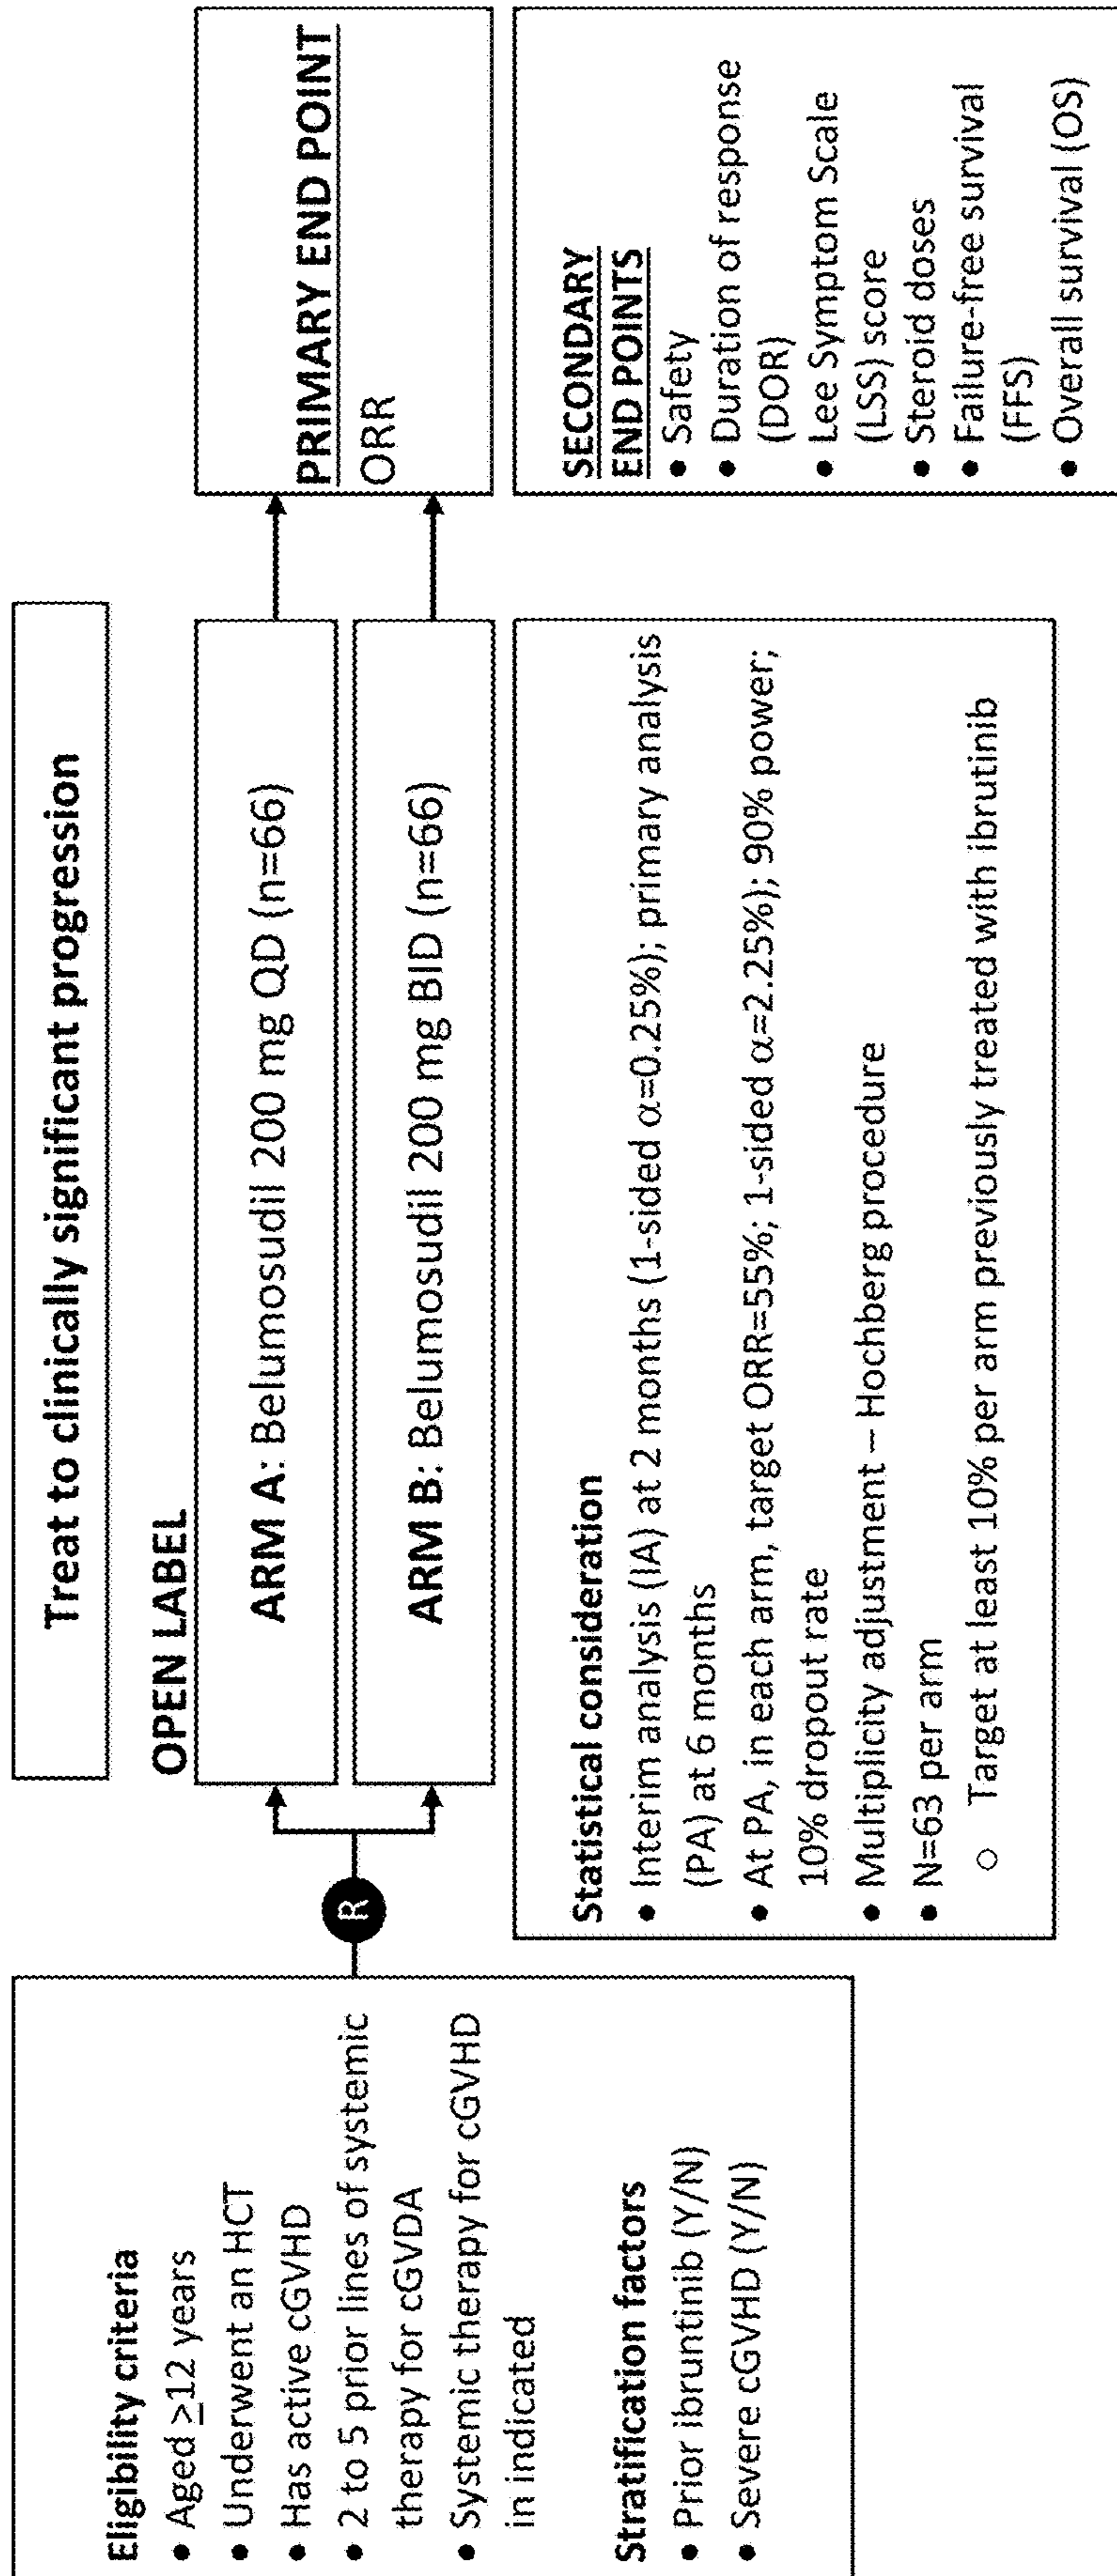 Eligibility criteria
• Aged ≥12 years
• Underwent an HCT
• Has active cGVHD
• 2 to 5 prior lines of systemic
therapy for cGVDA
• Systemic therapy for cGVHD
in indicated
Stratification factors
• Prior ibruntinib (Y/N)
• Severe cGVHD (Y/N)
R
Treat to clinically significant progression
OPEN LABEL
ARM A: Belumosudil 200 mg QD (n=66)
ARM B: Belumosudil 200 mg BID (n=66)
Statistical consideration
• Interim analysis (IA) at 2 months (1-sided α=0.25%); primary analysis
(PA) at 6 months
• At PA, in each arm, target ORR=55%; 1-sided α=2.25%); 90% power;
10% dropout rate
• Multiplicity adjustment – Hochberg procedure
• N=63 per arm
○ Target at least 10% per arm previously treated with ibrutinib
PRIMARY END POINT
ORR
SECONDARY
END POINTS
• Safety
• Duration of response
(DOR)
• Lee Symptom Scale
(LSS) score
• Steroid doses
• Failure-free survival
(FFS)
• Overall survival (OS)